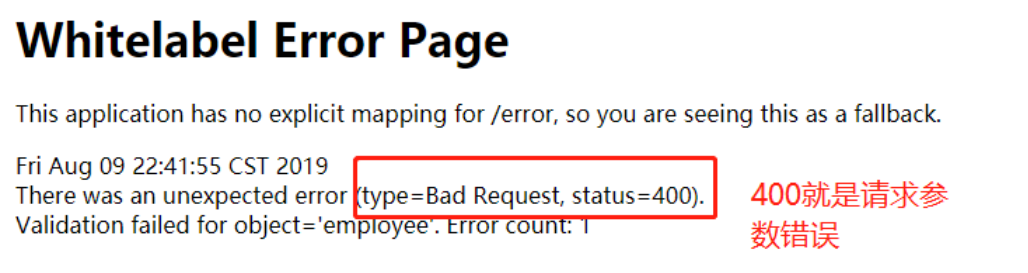 Whitelabel Error Page
This application has no explicit mapping for /error, so you are seeing this as a fallback.
Fri Aug 09 22:41:55 CST 2019
There was an unexpected error (type=Bad Request, status=400).
Validation failed for object='employee'. Error count: 1
400就是请求参
数错误